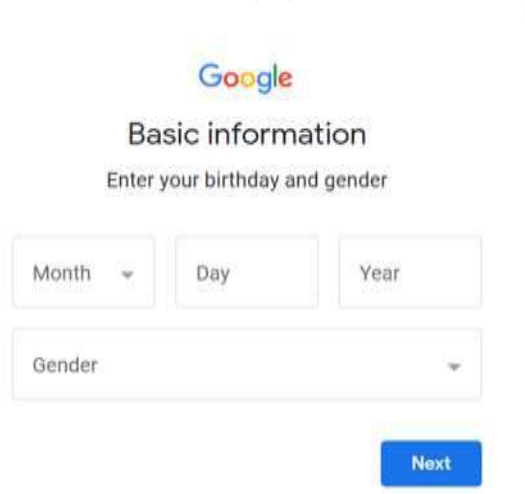 Google
Basic information
Enter your birthday and gender
Month Day Year
Gender
Next